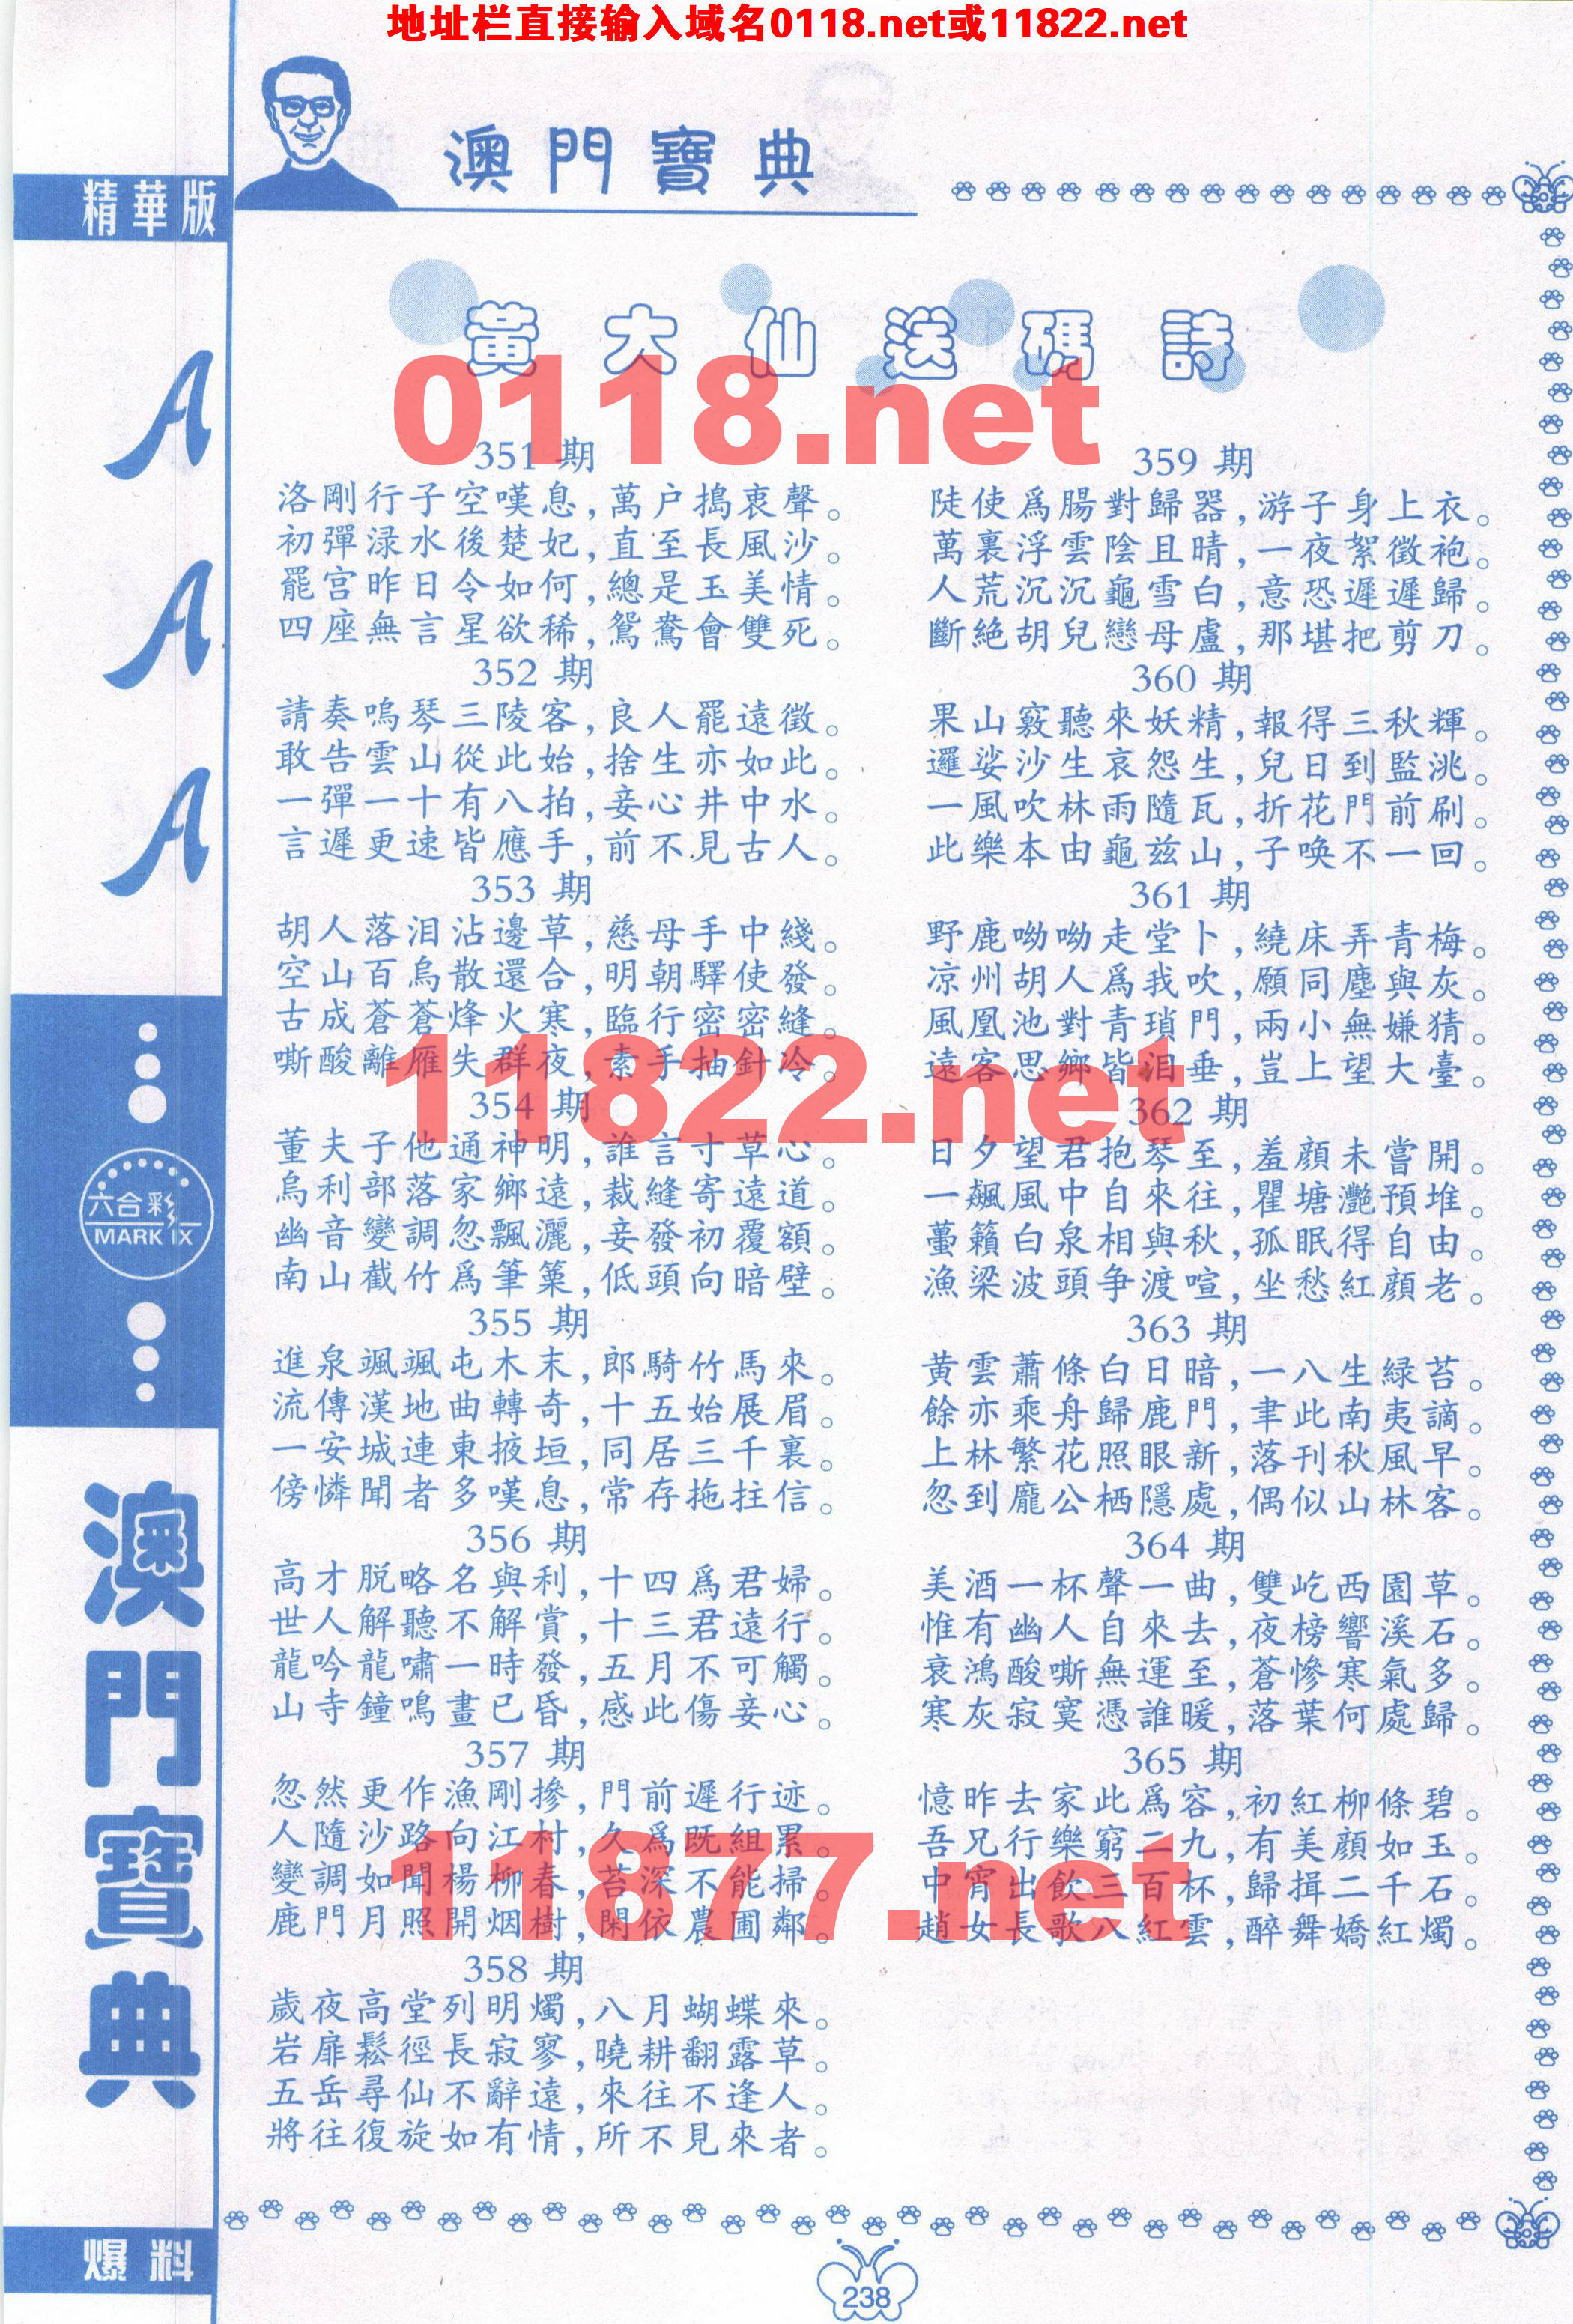 地址栏直接输入域名0118.net或11822.net
澳門寶典
精華版
黃大仙送碼詩
0118.net
351 期
洛剛行子空嘆息,萬户搗衷聲。
初彈渌水後楚妃,直至長風沙。
罷宫昨日令如何,總是玉美情。
四座無言星欲稀,鴛鴦會雙死。
352 期
請奏嗚琴三陵客,良人罷遠徵。
敢告雲山從此始,捨生亦如此。
一彈一十有八拍,妾心井中水。
言遲更速皆應手,前不見古人。
353 期
胡人落泪沾邊草,慈母手中綫。
空山百鳥散還合,明朝驛使發。
古成蒼蒼烽火寒,臨行密密縫。
嘶酸離雁失群夜,素手抽針冷。
11822.net
354 期
董夫子他通神明,誰言寸草心。
烏利部落家鄉遠,裁縫寄遠道。
幽音變調忽飄灑,妾發初覆額。
南山截竹爲筆篥,低頭向暗壁。
355 期
進泉颯颯屯木末,郎騎竹馬來。
流傳漢地曲轉奇,十五始展眉。
一安城連東掖垣,同居三千裏。
傍憐聞者多嘆息,常存拖拄信。
356 期
高才脱略名與利,十四爲君婦。
世人解聽不解賞,十三君遠行。
龍吟龍嘯一時發,五月不可觸。
山寺鐘鳴畫已昏,感此傷妾心。
357 期
忽然更作漁剛摻,門前遲行迹。
人隨沙路向江村,久爲既組累。
變調如聞楊柳春,苔深不能掃。
鹿門月照開烟樹,閑依農圃鄰。
11877.net
358 期
歲夜高堂列明燭,八月蝴蝶來。
岩扉鬆徑長寂寥,曉耕翻露草。
五岳尋仙不辭遠,來往不逢人。
將往復旋如有情,所不見來者。
359 期
陡使爲腸對歸器,游子身上衣。
萬裏浮雲陰且晴,一夜絮徵袍。
人荒沉沉龜雪白,意恐遲遲歸。
斷絶胡兒戀母盧,那堪把剪刀。
360 期
果山竅聽來妖精,報得三秋輝。
邏娑沙生哀怨生,兒日到監洮。
一風吹林雨隨瓦,折花門前刷。
此樂本由龜兹山,子唤不一回。
361 期
野鹿呦呦走堂卜,繞床弄青梅。
凉州胡人爲我吹,願同塵與灰。
風凰池對青瑣門,兩小無嫌猜。
遠客思鄉皆泪垂,豈上望大臺。
362 期
日夕望君抱琴至,羞顔未嘗開。
一飆風中自來往,瞿塘灧預堆。
蠆籟白泉相與秋,孤眠得自由。
漁梁波頭争渡喧,坐愁紅顔老。
363 期
黄雲蕭條白日暗,一八生緑苔。
餘亦乘舟歸鹿門,聿此南夷謫。
上林繁花照眼新,落刊秋風早。
忽到龐公栖隱處,偶似山林客。
364 期
美酒一杯聲一曲,雙屹西園草。
惟有幽人自來去,夜榜響溪石。
衰鴻酸嘶無運至,蒼慘寒氣多。
寒灰寂寞憑誰暖,落葉何處歸。
365 期
憶昨去家此爲容,初紅柳條碧。
吾兄行樂窮二九,有美顔如玉。
中宵出飲三百杯,歸揖二千石。
趙女長歌八紅雲,醉舞嬌紅燭。
A
A
A
六合彩
MARK IX
澳門寶典
爆料
238